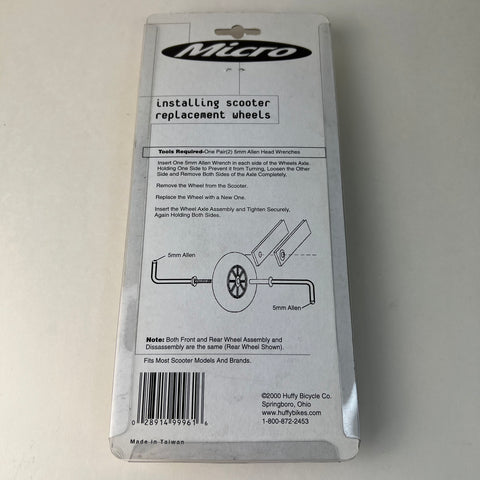 Micro
installing scooter
replacement wheels
Tools Required-One Pair(2) 5mm Allen Head Wrenches
Insert One 5mm Allen Wrench in each side of the Wheels Axle.
Holding One Side to Prevent it from Turning, Loosen the Other
Side and Remove Both Sides of the Axle Completely.
Remove the Wheel from the Scooter.
Replace the Wheel with a New One.
Insert the Wheel Axle Assembly and Tighten Securely,
Again Holding Both Sides.
5mm Allen
5mm Allen
Note: Both Front and Rear Wheel Assembly and
Dissassembly are the same (Rear Wheel Shown).
Fits Most Scooter Models And Brands.
©2000 Huffy Bicycle Co.
Springboro, Ohio
www.huffybikes.com
1-800-872-2453
0 28914 99961 6
Made in Taiwan